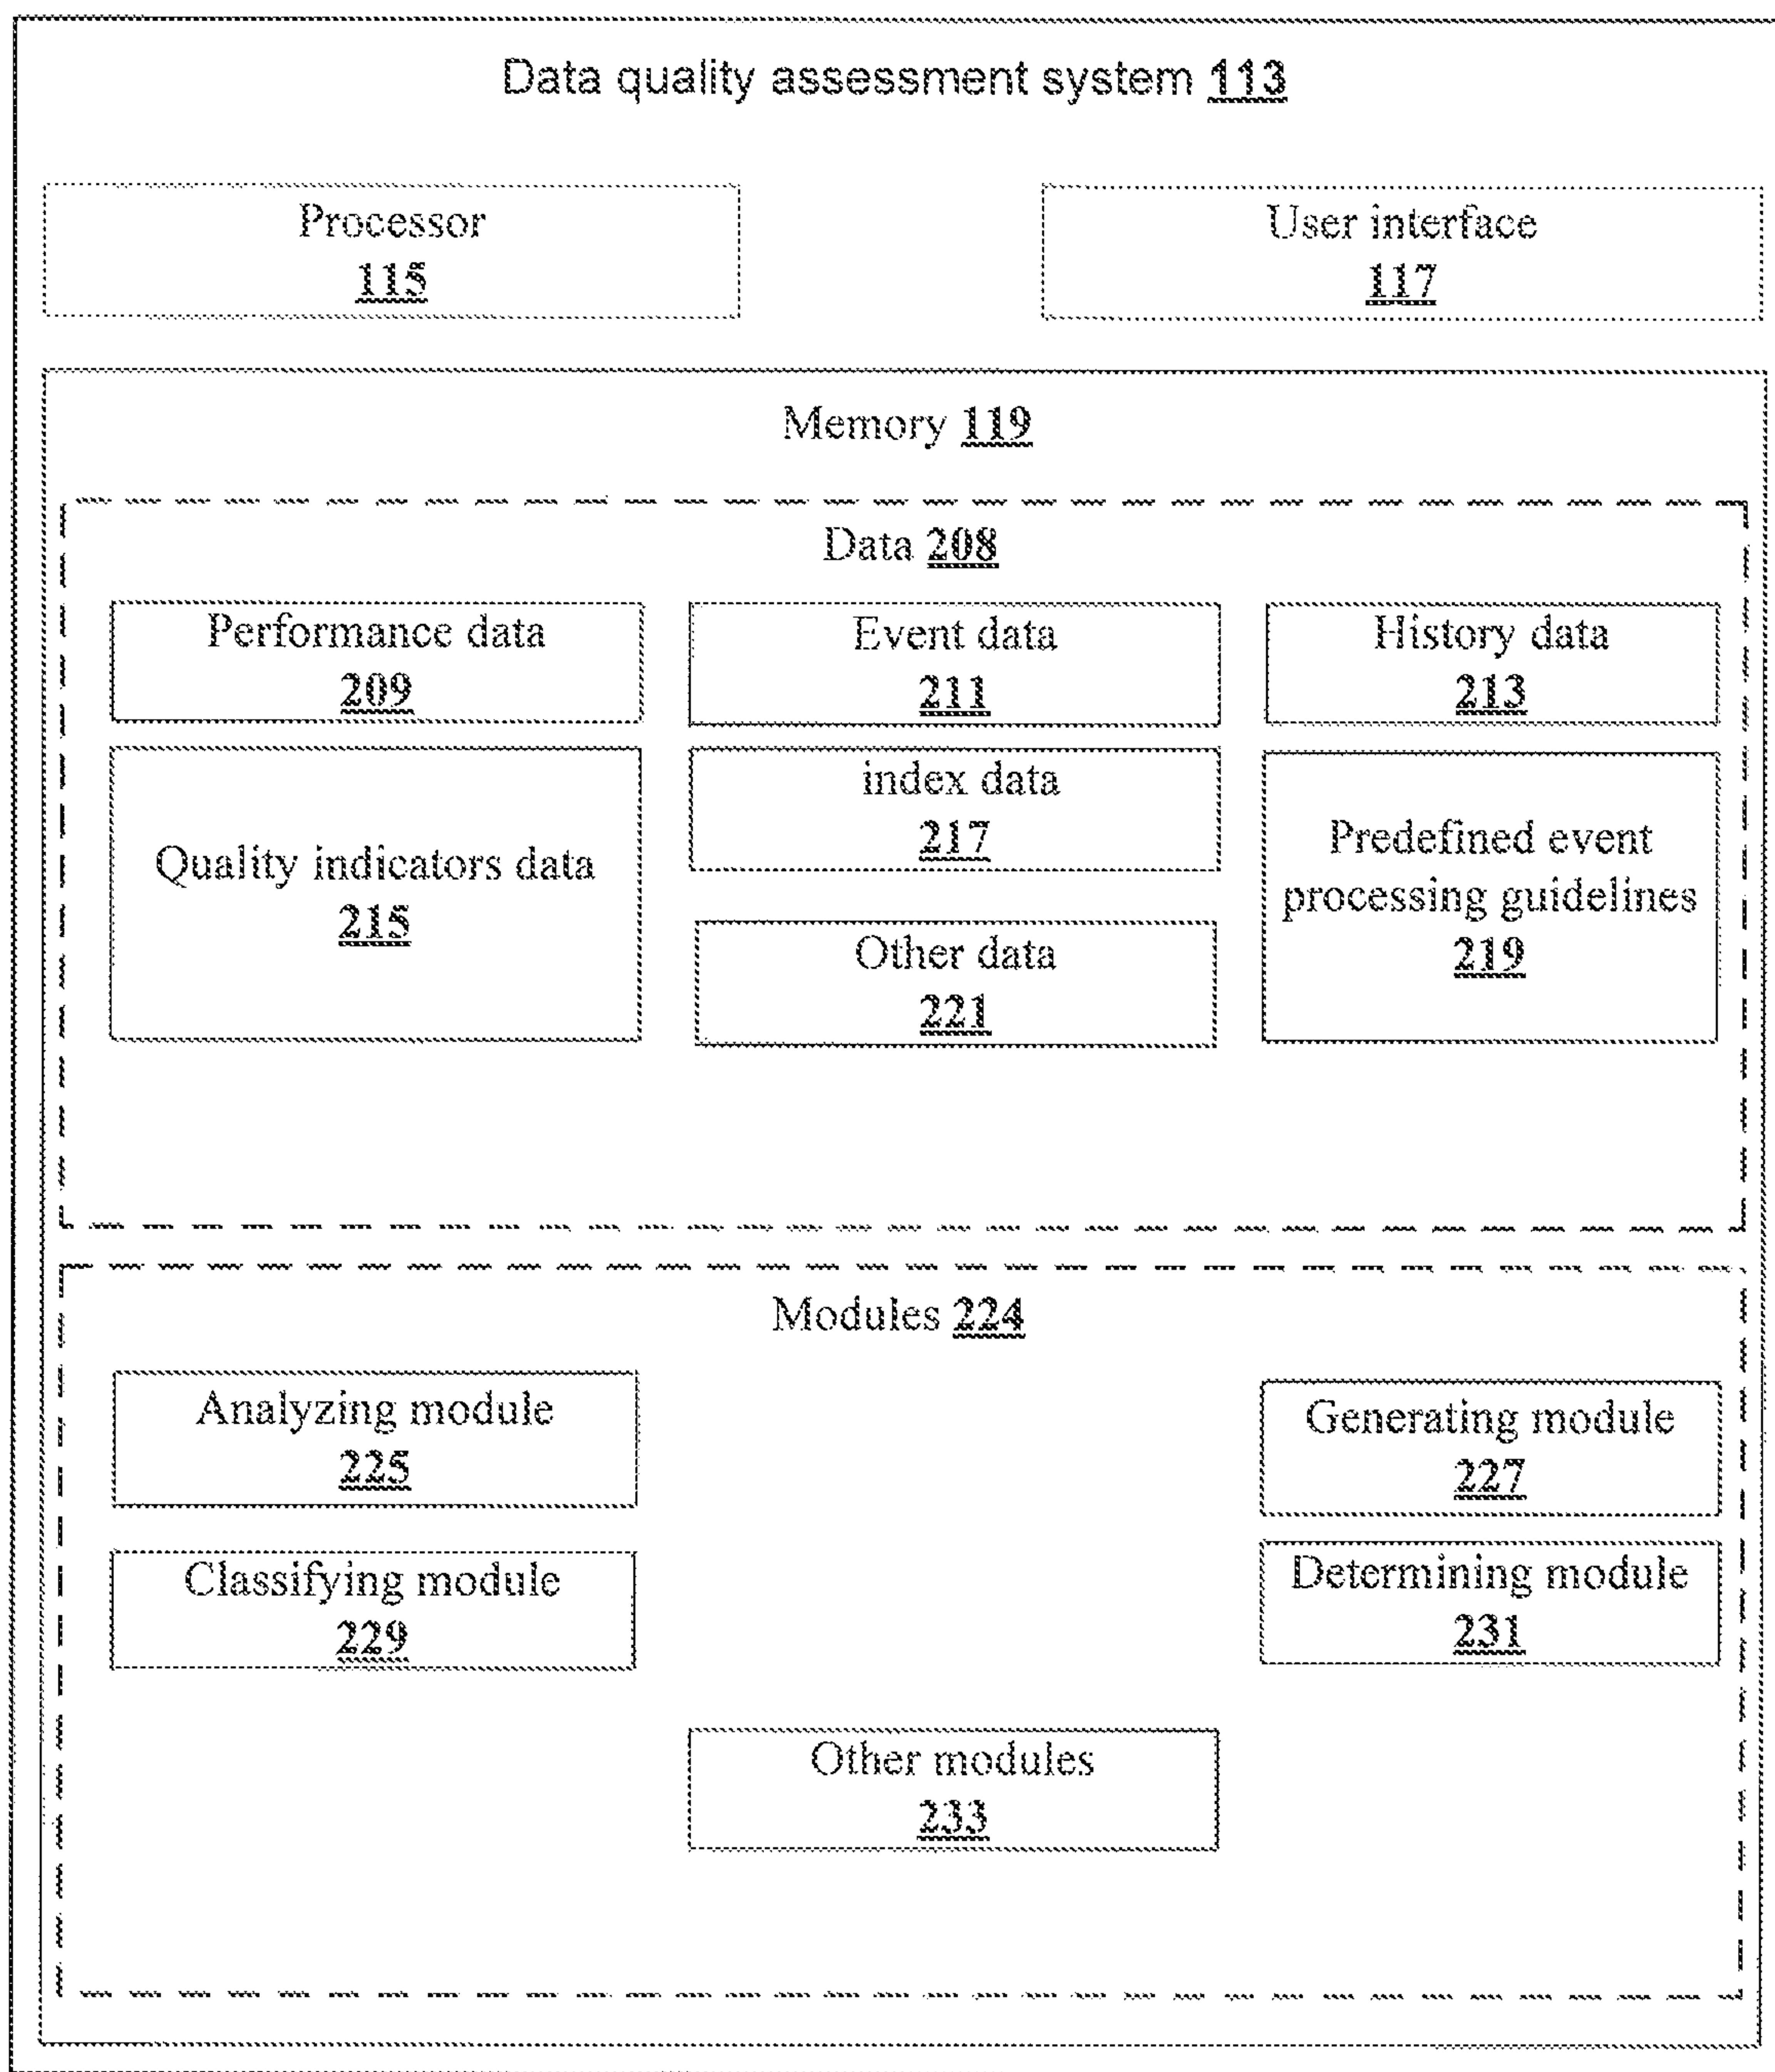 Data quality assessment system 113
Processor
115
User interface
117
Memory 119
Data 208
Performance data
209
Event data
211
History data
213
Quality indicators data
215
index data
217
Other data
221
Predefined event
processing guidelines
219
Modules 224
Analyzing module
225
Generating module
227
Classifying module
229
Determining module
231
Other modules
233